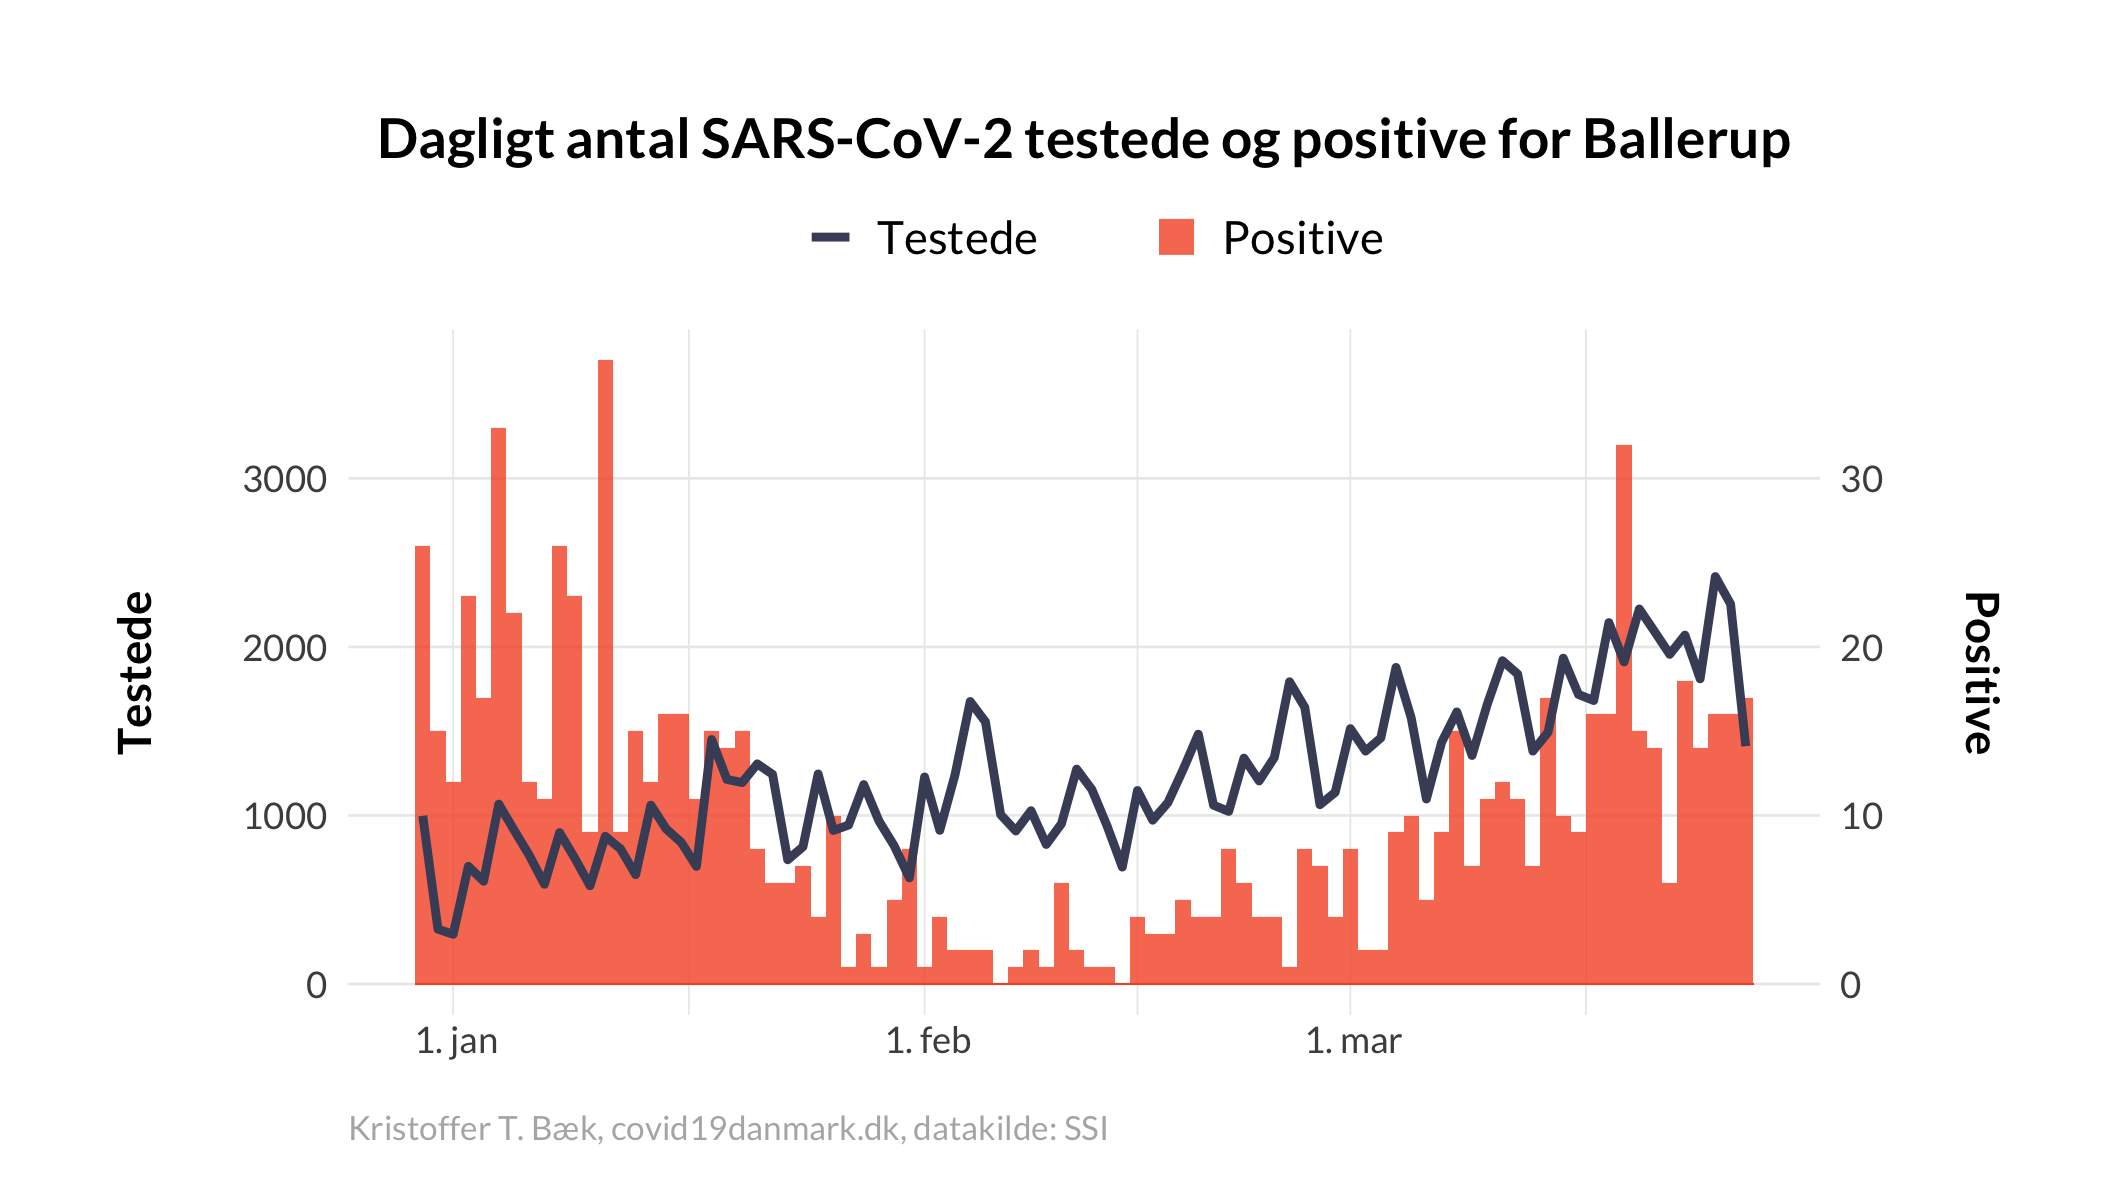 Dagligt antal SARS-CoV-2 testede og positive for Ballerup
Testede
Positive
3000
2000
1000
0
Testede
30
20
10
0
Positive
1. jan
1. feb
1. mar
Kristoffer T. Bæk, covid19danmark.dk, datakilde: SSI